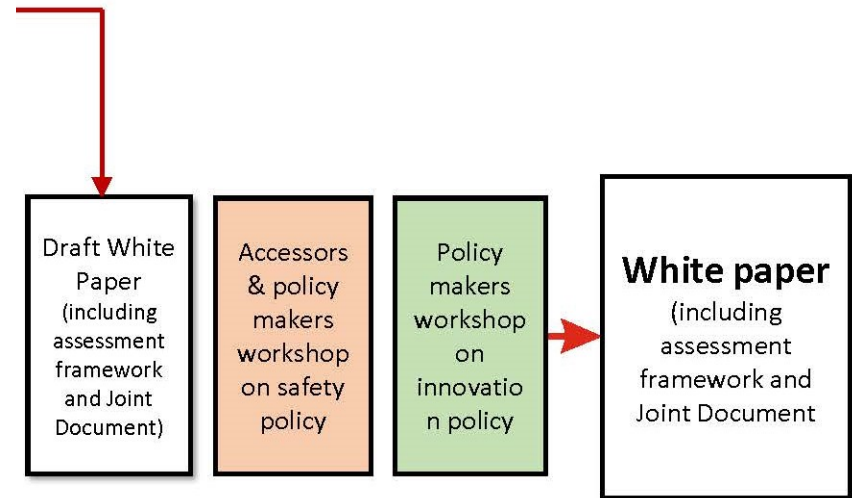 Draft White
Paper
(including
assessment
framework
and Joint
Document)
Accessors
& policy
makers
workshop
on safety
policy
Policy
makers
workshop
on
innovatio
n policy
White paper
(including
assessment
framework and
Joint Document